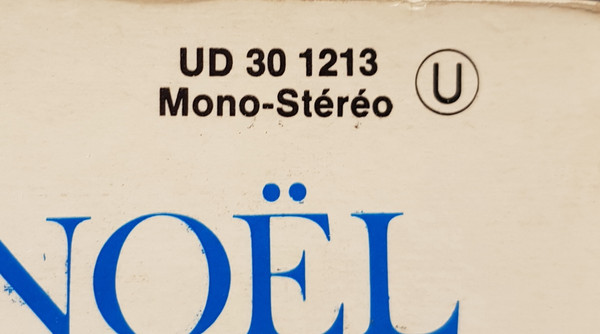 UD 30 1213
Mono-Stéréo
U
NOËL